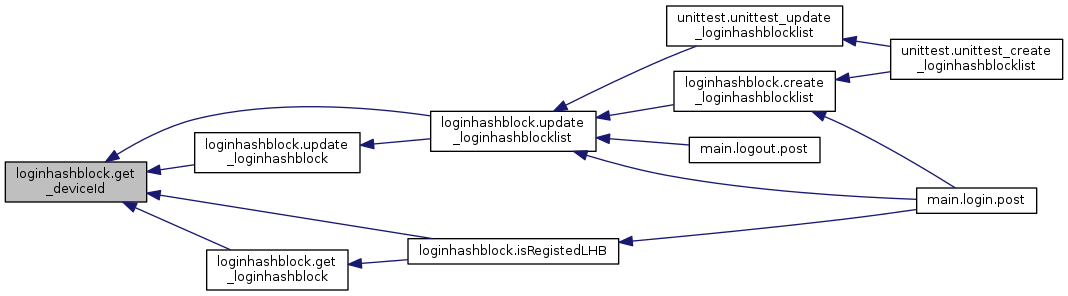 unittest.unittest_update
_loginhashblocklist
unittest.unittest_create
_loginhashblocklist
loginhashblock.create
_loginhashblocklist
loginhashblock.update
_loginhashblocklist
loginhashblock.update
_loginhashblock
main.logout.post
loginhashblock.get
_deviceId
main.login.post
loginhashblock.isRegistedLHB
loginhashblock.get
_loginhashblock